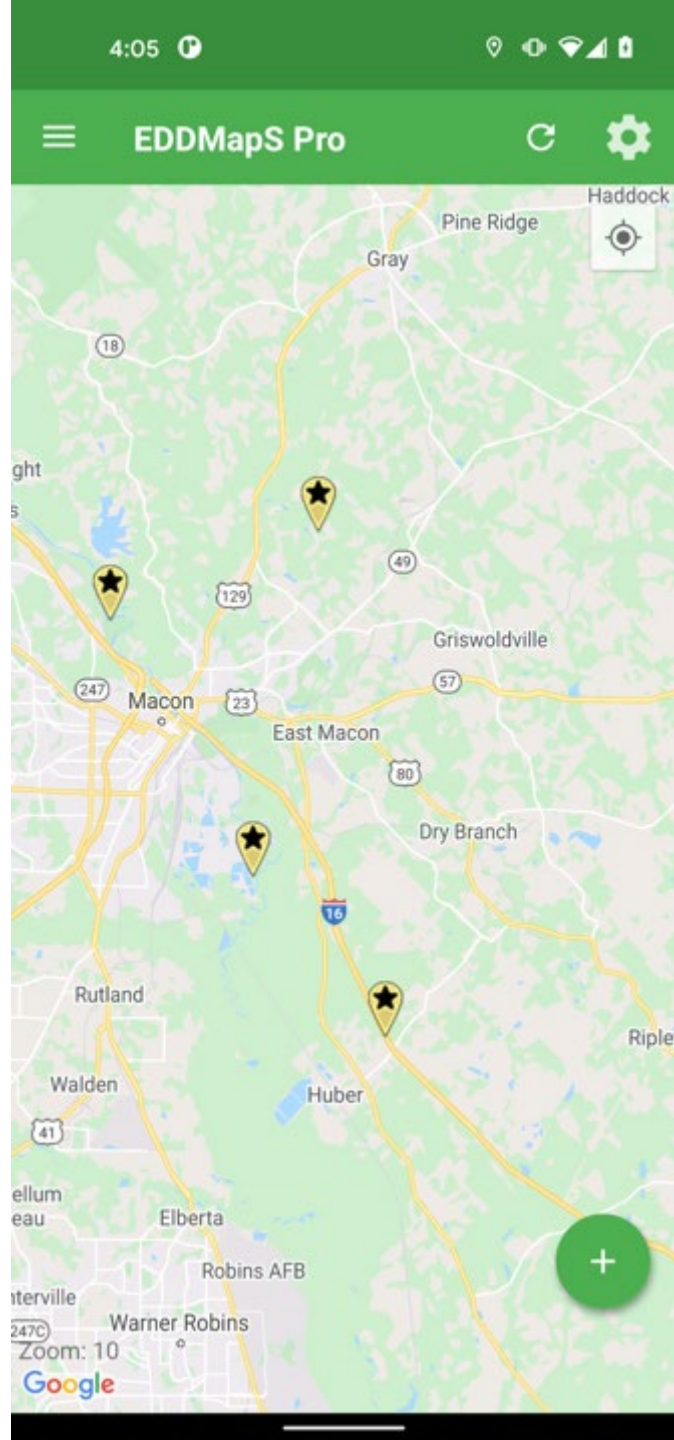 4:05
EDDMapS Pro
Haddock
Pine Ridge
Gray
18
ght
s
49
129
Griswoldville
247
57
Macon
23
East Macon
80
Dry Branch
16
Rutland
Riple
Walden
Huber
41
ellum
eau
Elberta
Robins AFB
nterville
Warner Robins
247C
Zoom: 10
Google